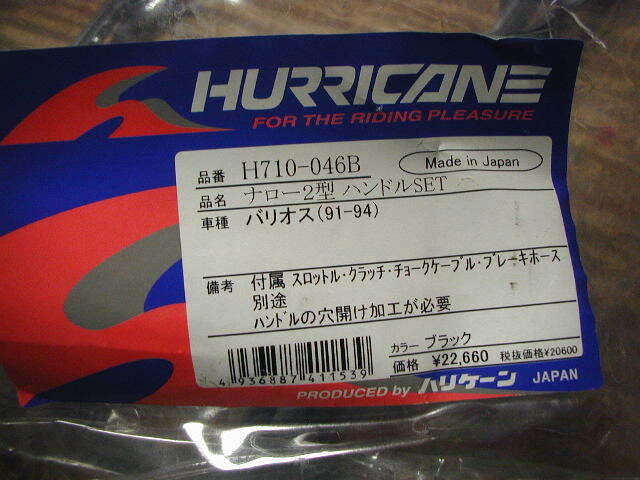 HURRICANE
FOR THE RIDING PLEASURE
品番 H710-046B Made in Japan
品名 ナロー2型 ハンドルSET
車種 バリオス(91-94)
備考 付属 スロットル・クラッチ・チョークケーブル・ブレーキホース
別途
ハンドルの穴開け加工が必要
カラー ブラック
価格 ¥22,660 税抜価格¥20600
4 936887 411539
PRODUCED by ハリケーン JAPAN